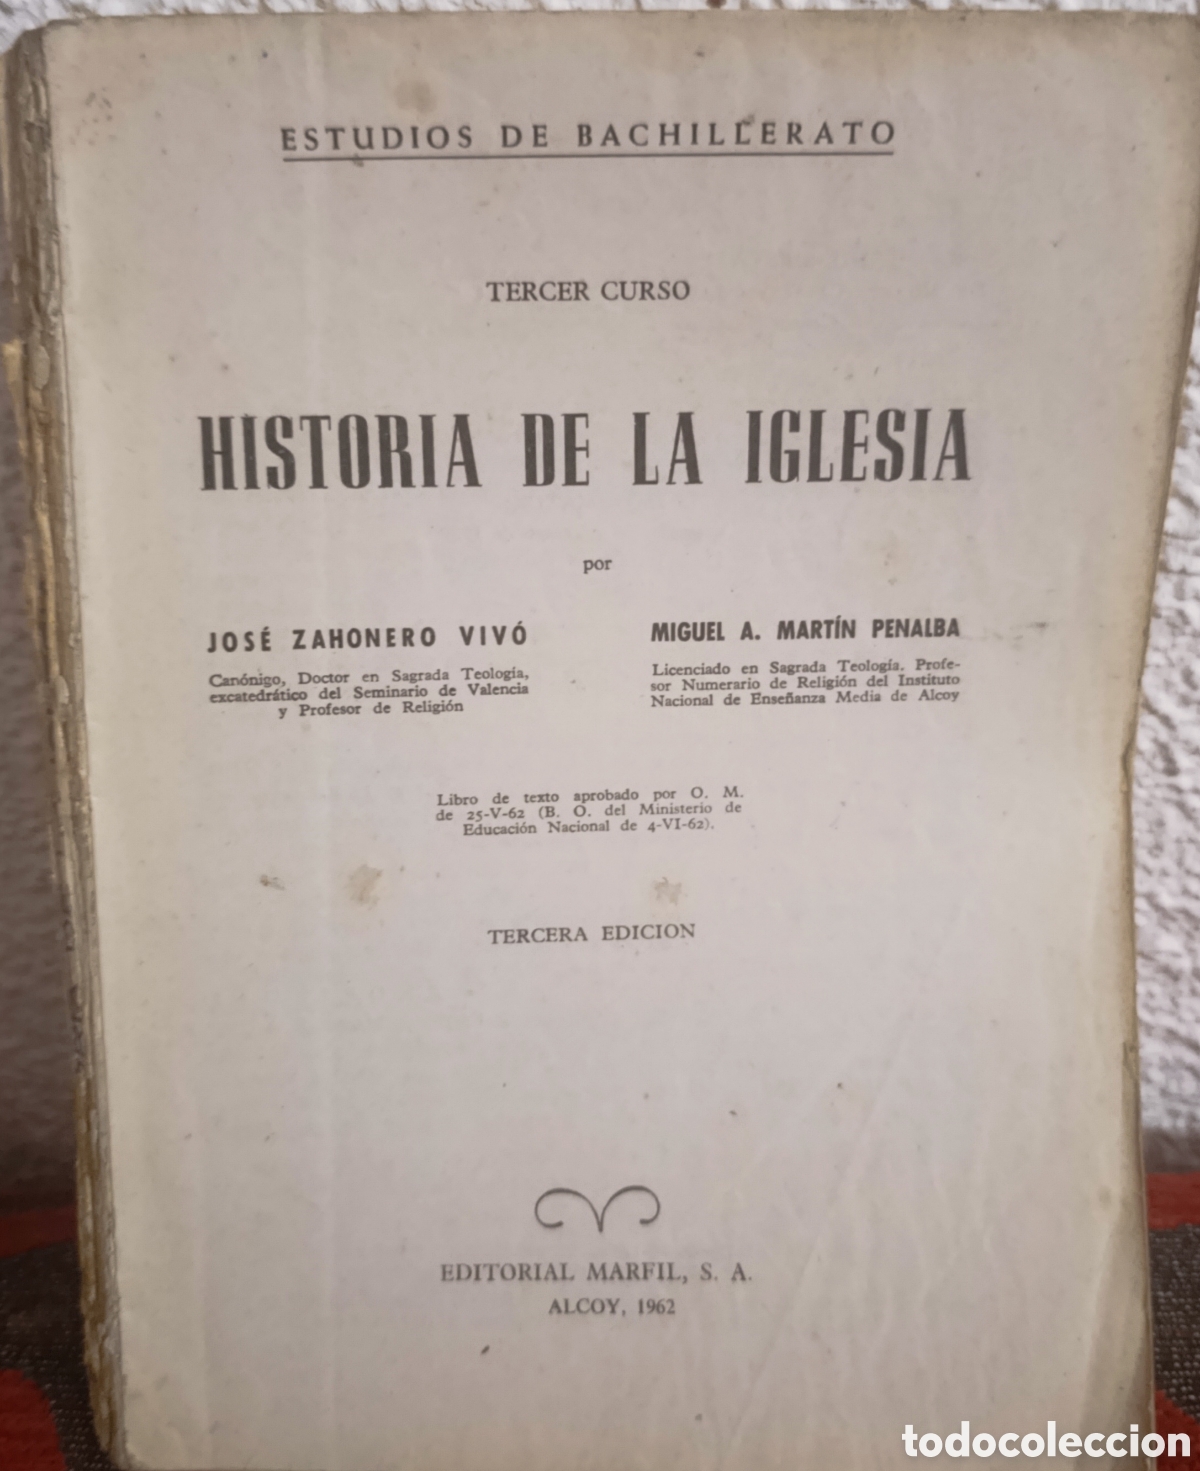 ESTUDIOS DE BACHILLERATO
TERCER CURSO
HISTORIA DE LA IGLESIA
por
JOSÉ ZAHONERO VIVÓ
Canónigo, Doctor en Sagrada Teología,
excatedrático del Seminario de Valencia
y Profesor de Religión
MIGUEL A. MARTÍN PENALBA
Licenciado en Sagrada Teología. Profe-
sor Numerario de Religión del Instituto
Nacional de Enseñanza Media de Alcoy
Libro de texto aprobado por O. M.
de 25-V-62 (B. O. del Ministerio de
Educación Nacional de 4-VI-62).
TERCERA EDICION
EDITORIAL MARFIL, S. A.
ALCOY, 1962
todocoleccion